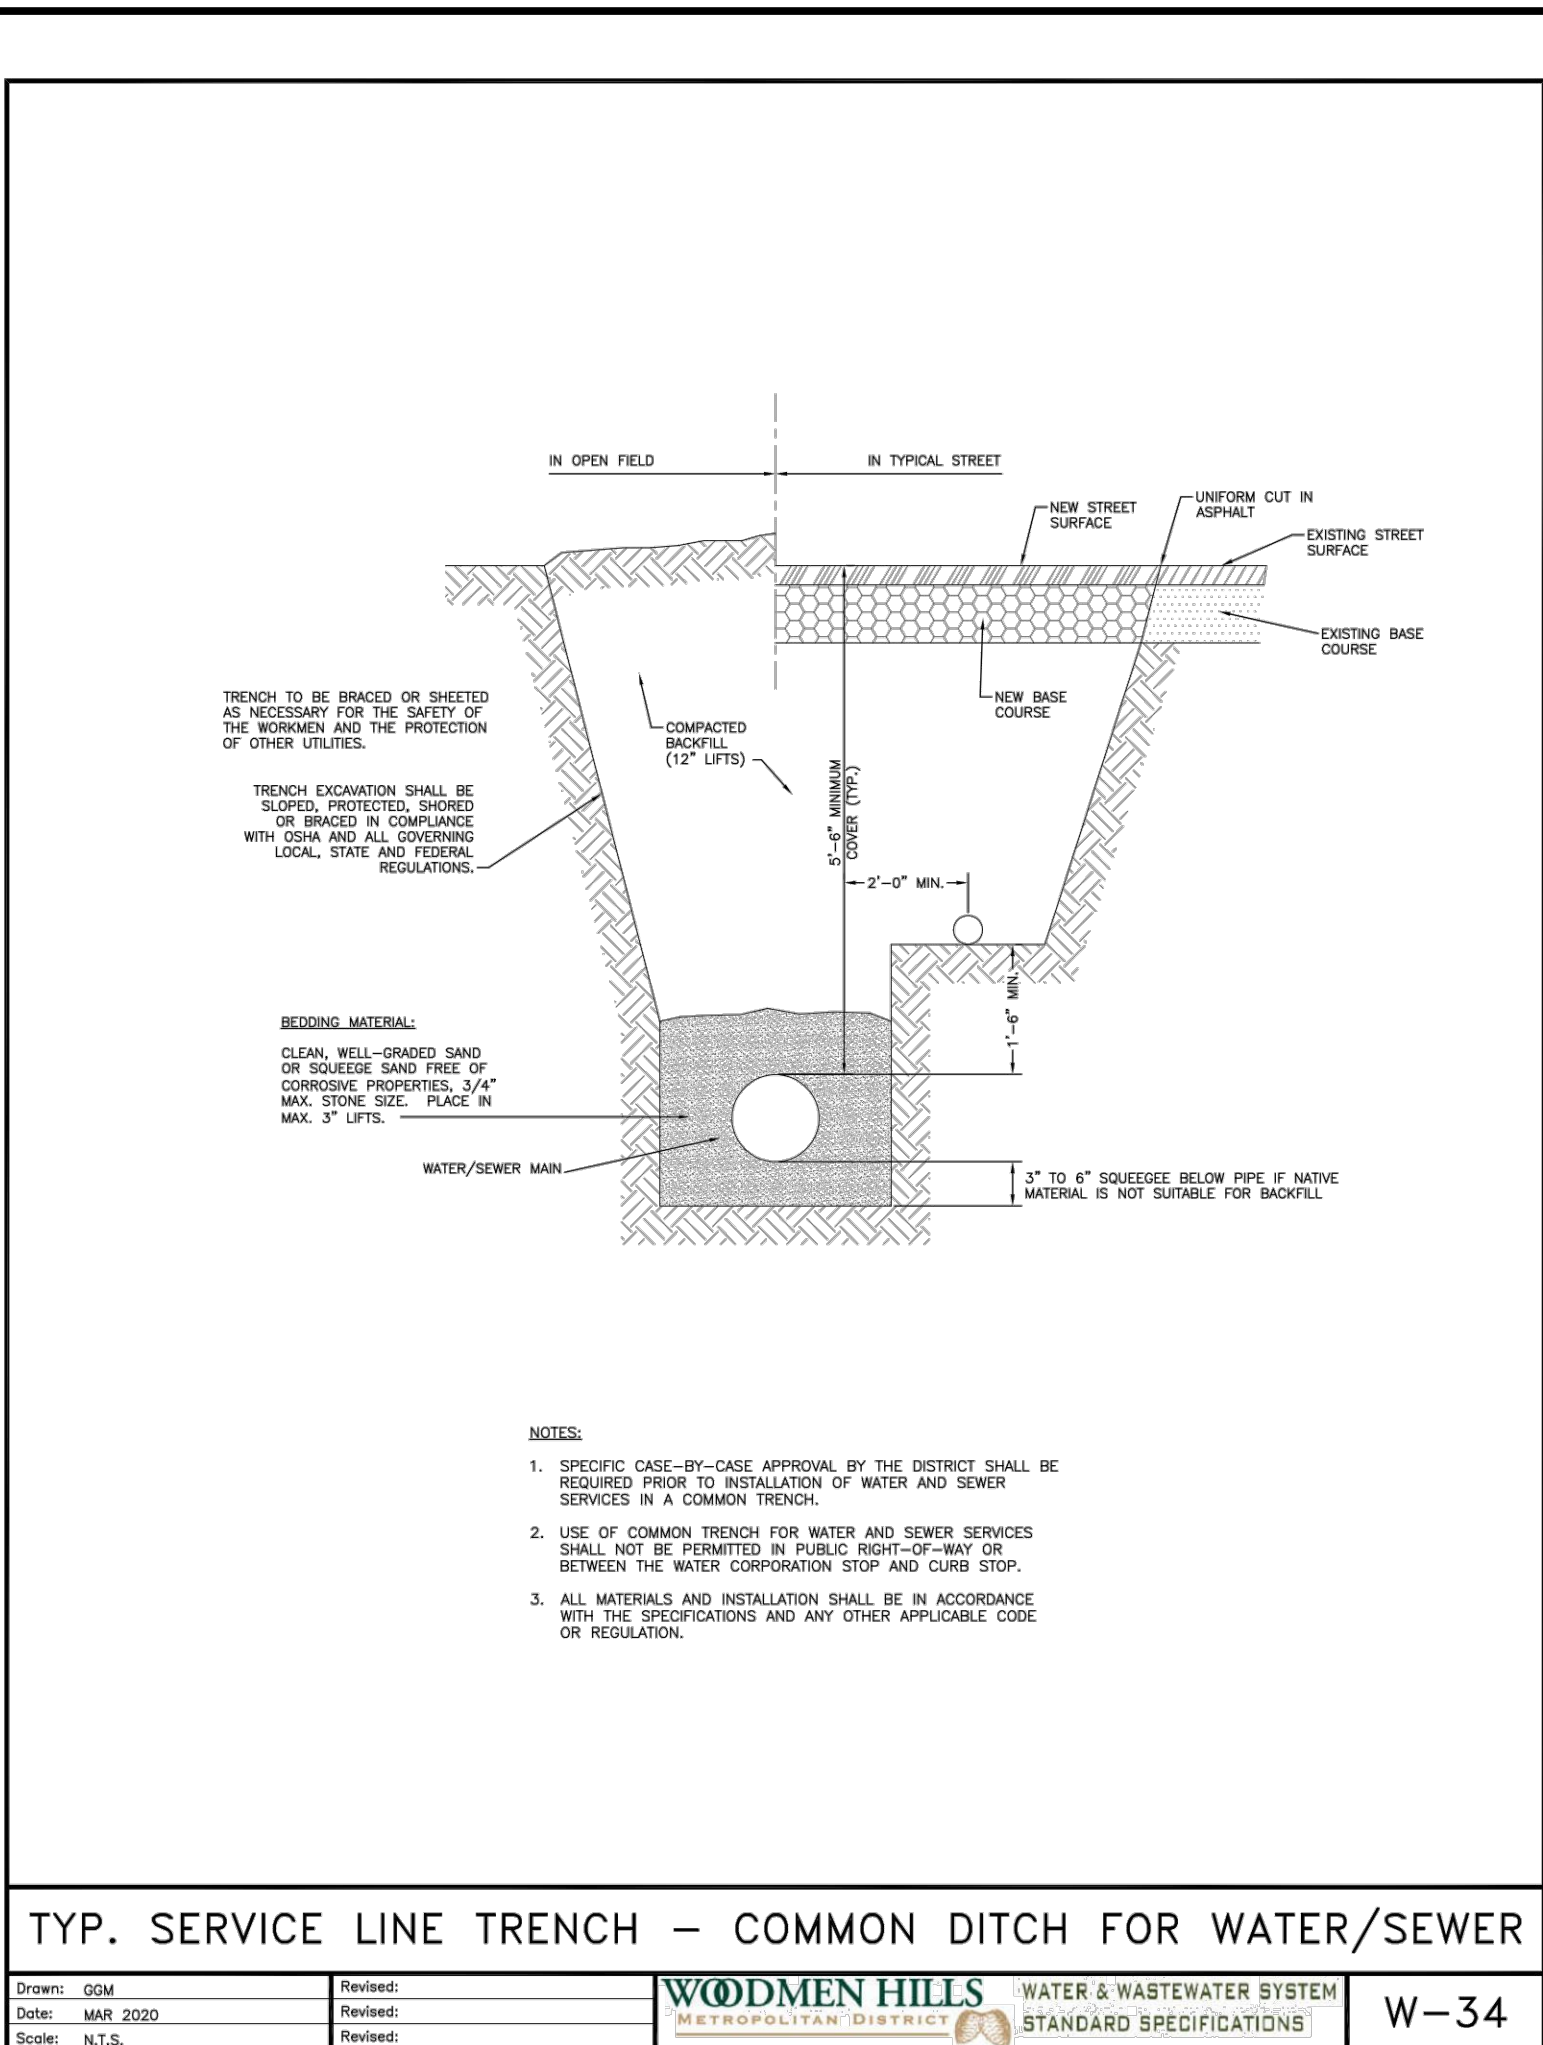 IN OPEN FIELD
IN TYPICAL STREET
NEW STREET
SURFACE
UNIFORM CUT IN
ASPHALT
EXISTING STREET
SURFACE
EXISTING BASE
COURSE
NEW BASE
COURSE
TRENCH TO BE BRACED OR SHEETED
AS NECESSARY FOR THE SAFETY OF
THE WORKMEN AND THE PROTECTION
OF OTHER UTILITIES.
COMPACTED
BACKFILL
(12" LIFTS)
TRENCH EXCAVATION SHALL BE
SLOPED, PROTECTED, SHORED
OR BRACED IN COMPLIANCE
WITH OSHA AND ALL GOVERNING
LOCAL, STATE AND FEDERAL
REGULATIONS.
5'-6" MINIMUM
COVER (TYP.)
2'-0" MIN.
1'-6" MIN.
BEDDING MATERIAL:
CLEAN, WELL-GRADED SAND
OR SQUEEGE SAND FREE OF
CORROSIVE PROPERTIES, 3/4"
MAX. STONE SIZE. PLACE IN
MAX. 3" LIFTS.
WATER/SEWER MAIN
3" TO 6" SQUEEGEE BELOW PIPE IF NATIVE
MATERIAL IS NOT SUITABLE FOR BACKFILL
NOTES:
1. SPECIFIC CASE-BY-CASE APPROVAL BY THE DISTRICT SHALL BE
REQUIRED PRIOR TO INSTALLATION OF WATER AND SEWER
SERVICES IN A COMMON TRENCH.
2. USE OF COMMON TRENCH FOR WATER AND SEWER SERVICES
SHALL NOT BE PERMITTED IN PUBLIC RIGHT-OF-WAY OR
BETWEEN THE WATER CORPORATION STOP AND CURB STOP.
3. ALL MATERIALS AND INSTALLATION SHALL BE IN ACCORDANCE
WITH THE SPECIFICATIONS AND ANY OTHER APPLICABLE CODE
OR REGULATION.
TYP. SERVICE LINE TRENCH - COMMON DITCH FOR WATER/SEWER
Drawn: GGM
Date: MAR 2020
Scale: N.T.S.
Revised:
Revised:
Revised:
WOODMEN HILLS
METROPOLITAN DISTRICT
WATER & WASTEWATER SYSTEM
STANDARD SPECIFICATIONS
W-34